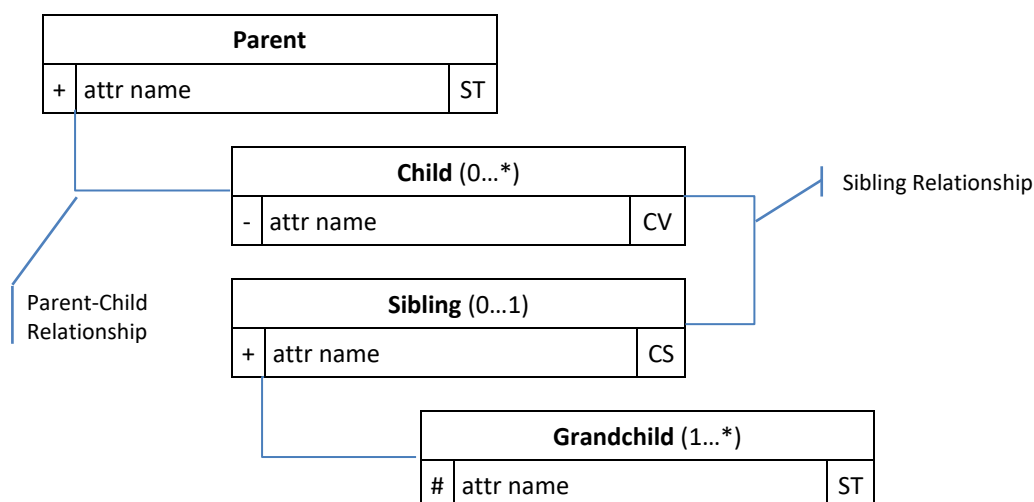 Parent
+ attr name ST
Child (0…*)
- attr name CV
Sibling Relationship
Sibling (0…1)
+ attr name CS
Parent-Child
Relationship
Grandchild (1…*)
# attr name ST